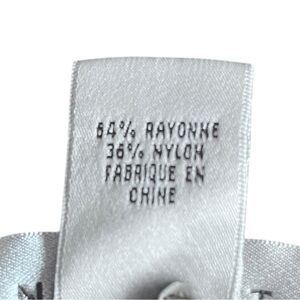 64% RAYONNE
36% NYLON
FABRIQUE EN
CHINE